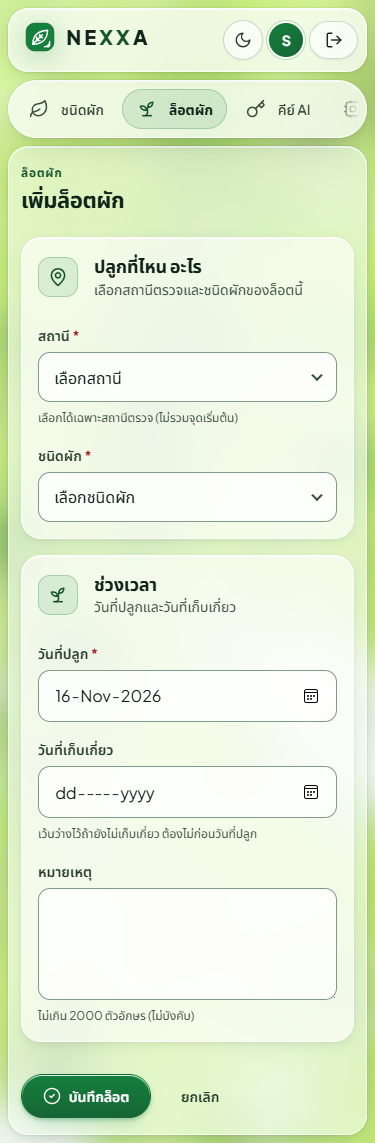 NEXXA
S
ชนิดผัก
ล็อตผัก
คีย์ AI
ล็อตผัก
เพิ่มล็อตผัก
ปลูกที่ไหน อะไร
เลือกสถานีตรวจและชนิดผักของล็อตนี้
สถานี *
เลือกสถานี
เลือกได้เฉพาะสถานีตรวจ (ไม่รวมจุดเริ่มต้น)
ชนิดผัก *
เลือกชนิดผัก
ช่วงเวลา
วันที่ปลูกและวันที่เก็บเกี่ยว
วันที่ปลูก *
16-Nov-2026
วันที่เก็บเกี่ยว
dd-----yyyy
เว้นว่างไว้ถ้ายังไม่เก็บเกี่ยว ต้องไม่ก่อนวันที่ปลูก
หมายเหตุ
ไม่เกิน 2000 ตัวอักษร (ไม่บังคับ)
บันทึกล็อต
ยกเลิก